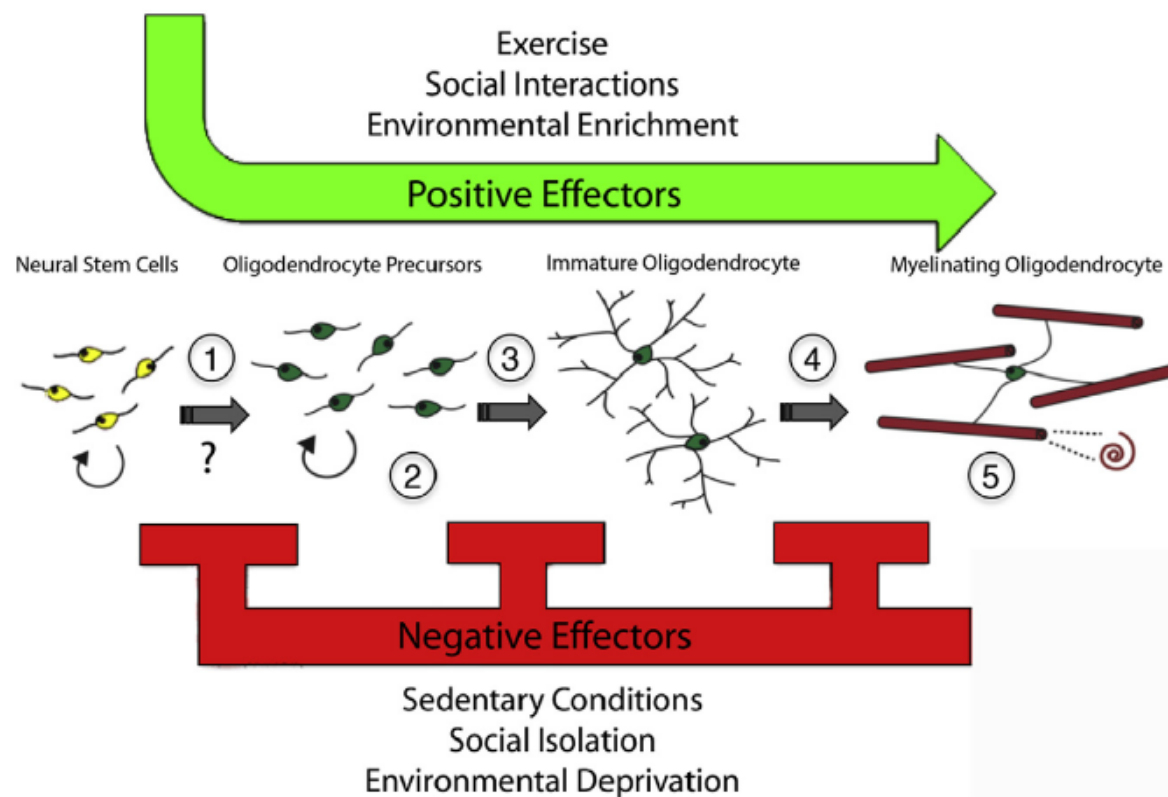 Exercise
Social Interactions
Environmental Enrichment
Positive Effectors
Neural Stem Cells
Oligodendrocyte Precursors
Immature Oligodendrocyte
Myelinating Oligodendrocyte
1
3
4
?
2
5
Negative Effectors
Sedentary Conditions
Social Isolation
Environmental Deprivation